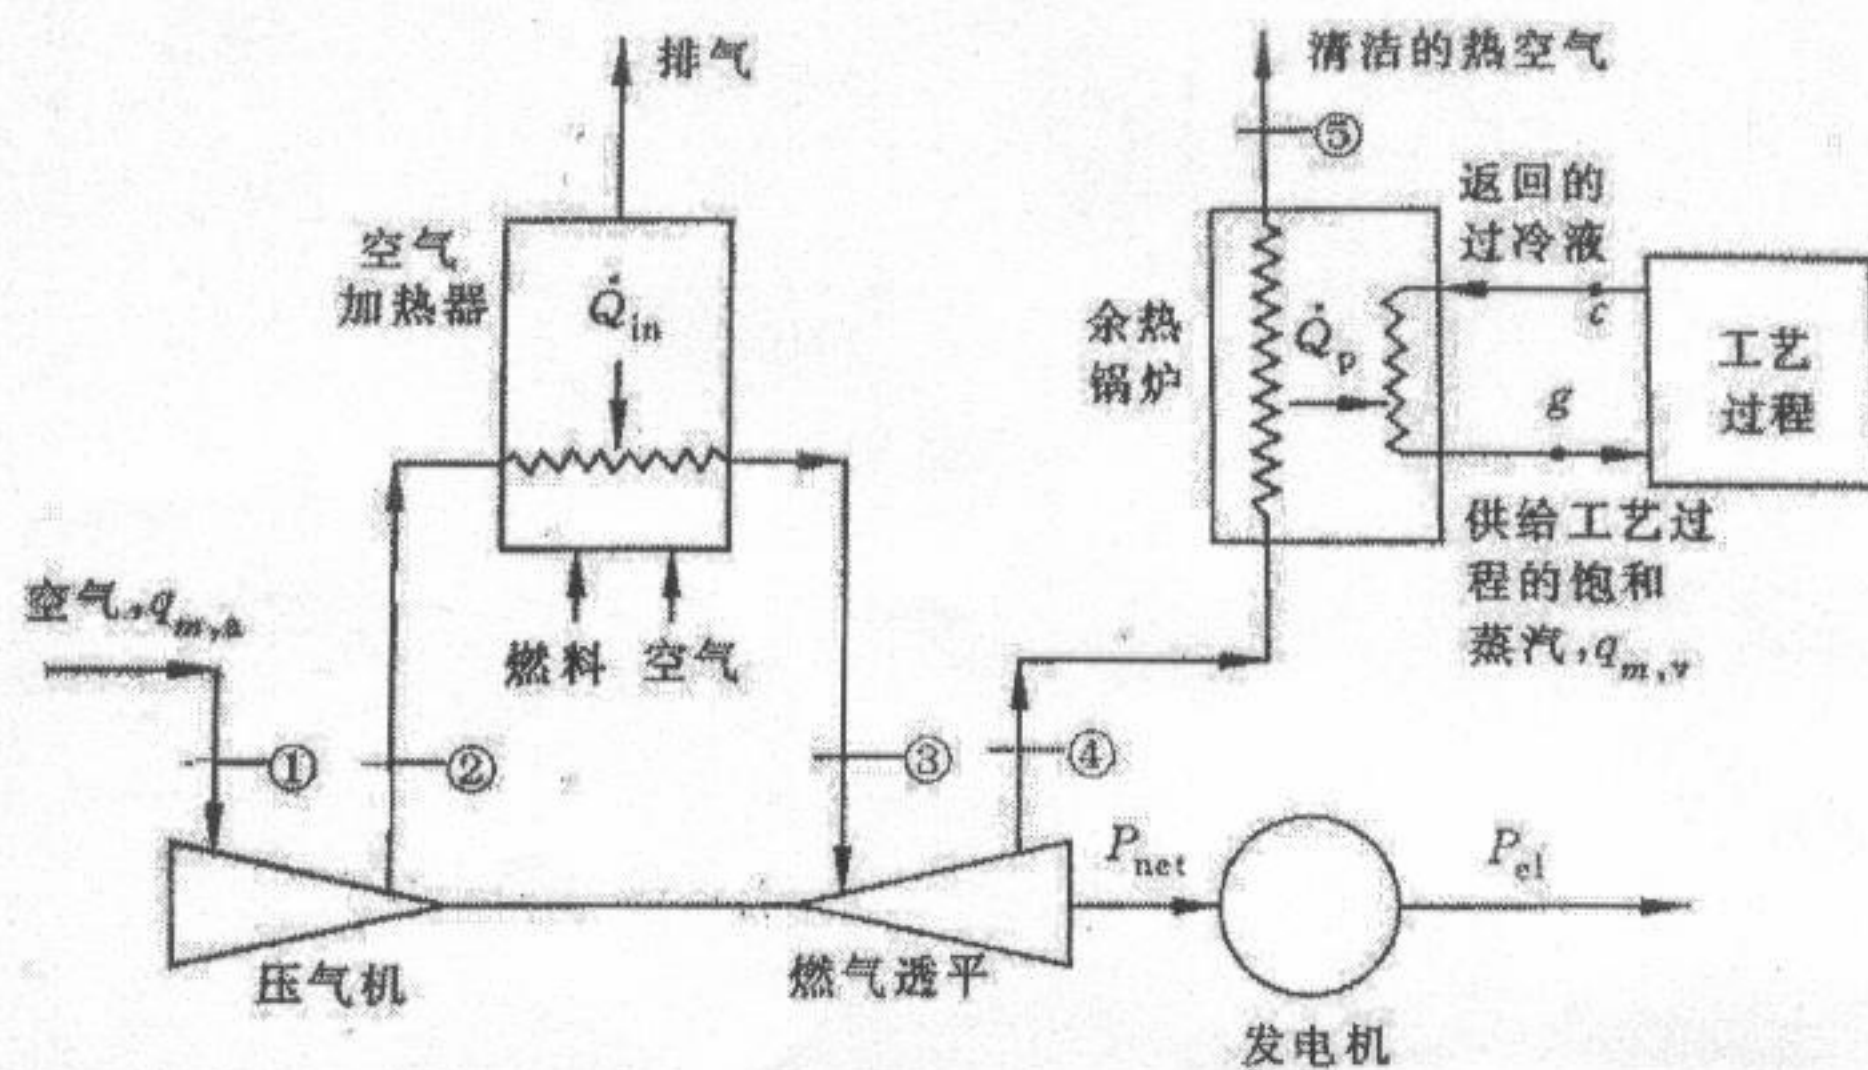 排气
清洁的热空气
⑤
返回的
过冷液
空气
加热器
Q̇in
余热
锅炉
Q̇p
c
工艺
过程
g
供给工艺过
程的饱和
蒸汽,qm,v
空气,qm,a
燃料 空气
① ② ③ ④
Pnet
Pel
压气机
燃气透平
发电机